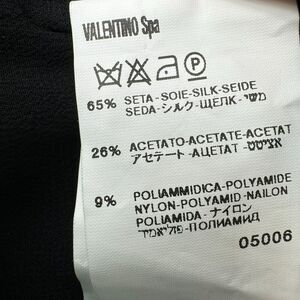 VALENTINO Spa
65% SETA-SOIE-SILK-SEIDE
SEDA-シルク-ЩЕЛК-משי
26% ACETATO-ACETATE-ACETAT
アセテート-АЦЕТАТ-אצטט
9% POLIAMMIDICA-POLYAMIDE
NYLON-POLYAMID-NAILON
POLIAMIDA-ナイロン
פוליאמיד-ПОЛИАМИД
05006